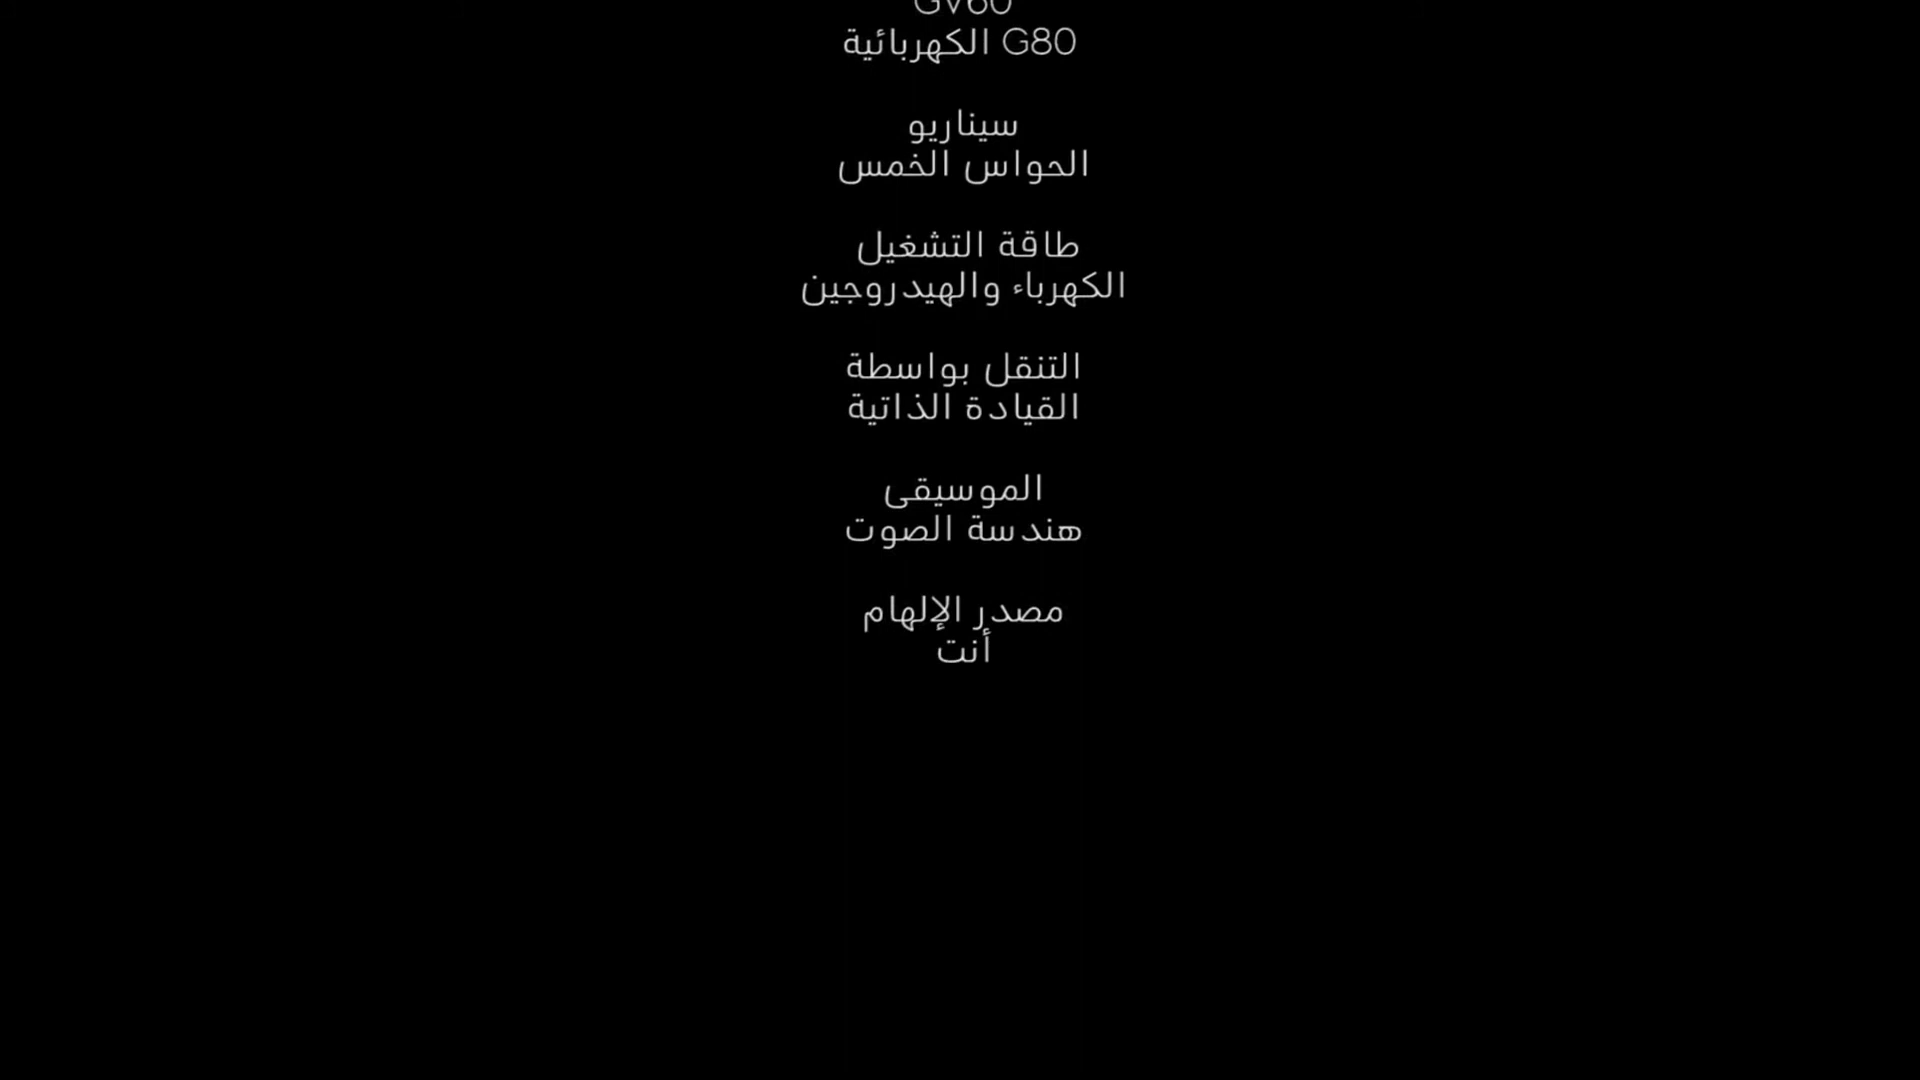 GV60
G80 الكهربائية
سيناريو
الحواس الخمس
طاقة التشغيل
الكهرباء والهيدروجين
التنقل بواسطة
القيادة الذاتية
الموسيقى
هندسة الصوت
مصدر الإلهام
أنت